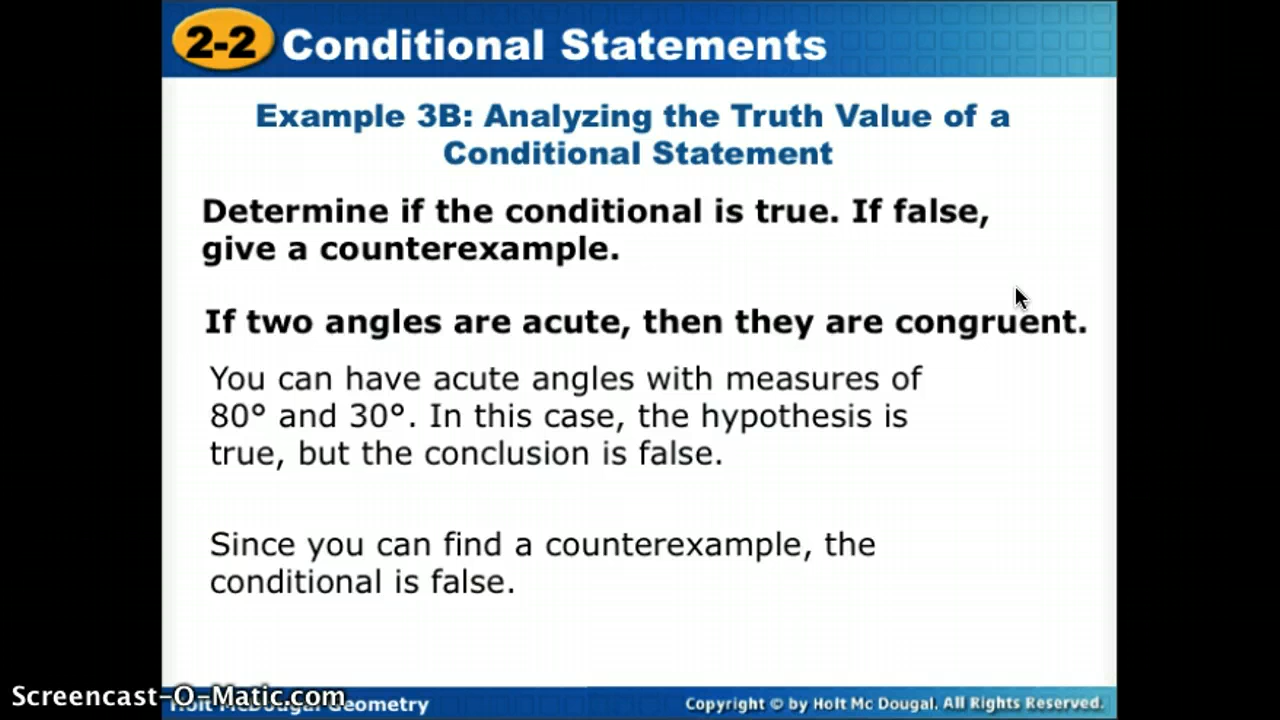 2-2 Conditional Statements
Example 3B: Analyzing the Truth Value of a
Conditional Statement
Determine if the conditional is true. If false,
give a counterexample.
If two angles are acute, then they are congruent.
You can have acute angles with measures of
80° and 30°. In this case, the hypothesis is
true, but the conclusion is false.
Since you can find a counterexample, the
conditional is false.
Screencast-O-Matic.com
Holt McDougal Geometry
Copyright © by Holt Mc Dougal. All Rights Reserved.